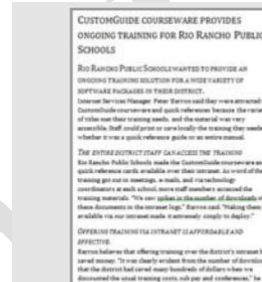 CUSTOMGUIDE COURSEWARE PROVIDES
ONGOING TRAINING FOR RIO RANCHO PUBLIC
SCHOOLS
RIO RANCHO PUBLIC SCHOOLS WANTED TO PROVIDE AN
ONGOING TRAINING SOLUTION FOR A WIDE VARIETY OF
SOFTWARE PACKAGES IN THEIR DISTRICT.
Internet Services Manager Peter Barron said they were attracted
CustomGuide courseware and quick references because the varie
of titles met their training needs, and the material was very
accessible. Staff could print or save locally the training they neede
whether it was a quick reference guide or an entire manual.
THE ENTIRE DISTRICT STAFF CAN ACCESS THE TRAINING
Rio Rancho Public Schools made the CustomGuide courseware an
quick reference cards available over their intranet. As word of the
training got out in meetings, e-mails, and via technology
coordinators at each school, more staff members accessed the
training materials. "We saw spikes in the number of downloads
these documents in the intranet logs," Barron said. "Making them
available via our intranet made it extremely simple to deploy."
OFFERING TRAINING VIA INTRANET IS AFFORDABLE AND
EFFECTIVE.
Barron believes that offering training over the district's intranet
saved money. "It was clearly evident from the number of downloa
that the district had saved many hundreds of dollars when we
discounted the usual training costs, sub pay and conferences," he